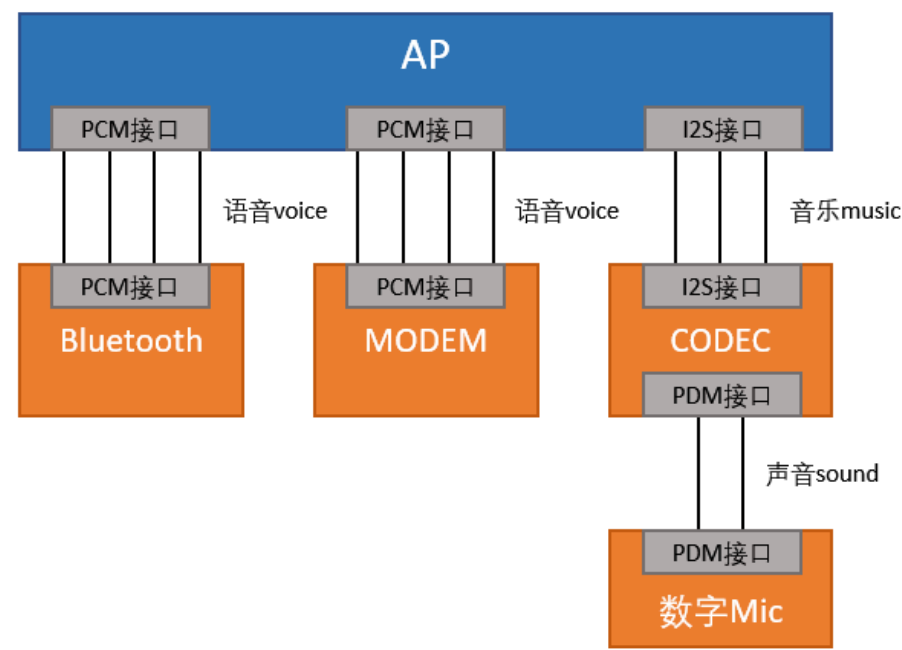 AP
PCM接口
PCM接口
I2S接口
语音voice
语音voice
音乐music
PCM接口
PCM接口
I2S接口
Bluetooth
MODEM
CODEC
PDM接口
声音sound
PDM接口
数字Mic